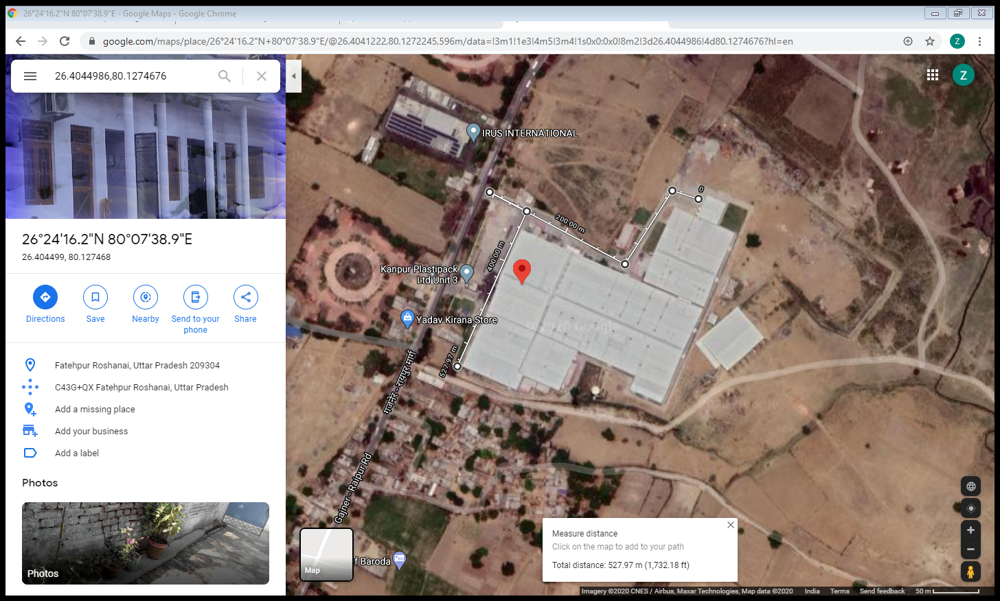 26°24'16.2"N 80°07'38.9"E - Google Maps - Google Chrome
google.com/maps/place/26°24'16.2"N+80°07'38.9"E/@26.4041222,80.1272245,596m/data=!3m1!1e3!4m5!3m4!1s0x0:0x0!8m2!3d26.4044986!4d80.1274676?hl=en
Z
26.4044986,80.1274676
Z
26°24'16.2"N 80°07'38.9"E
26.404499, 80.127468
Directions
Save
Nearby
Send to your
phone
Share
Fatehpur Roshanai, Uttar Pradesh 209304
C43G+QX Fatehpur Roshanai, Uttar Pradesh
Add a missing place
Add your business
Add a label
Photos
Photos
IRUS INTERNATIONAL
0
200.00 m
400.00 m
Kanpur Plastipack
Ltd Unit 3
Yadav Kirana Store
527.97 m
गजनेर - रायपुर मार्ग
Gajner - Raipur Rd
f Baroda
Map
Measure distance
Click on the map to add to your path
Total distance: 527.97 m (1,732.18 ft)
Imagery ©2020 CNES / Airbus, Maxar Technologies, Map data ©2020
India
Terms
Send feedback
50 m